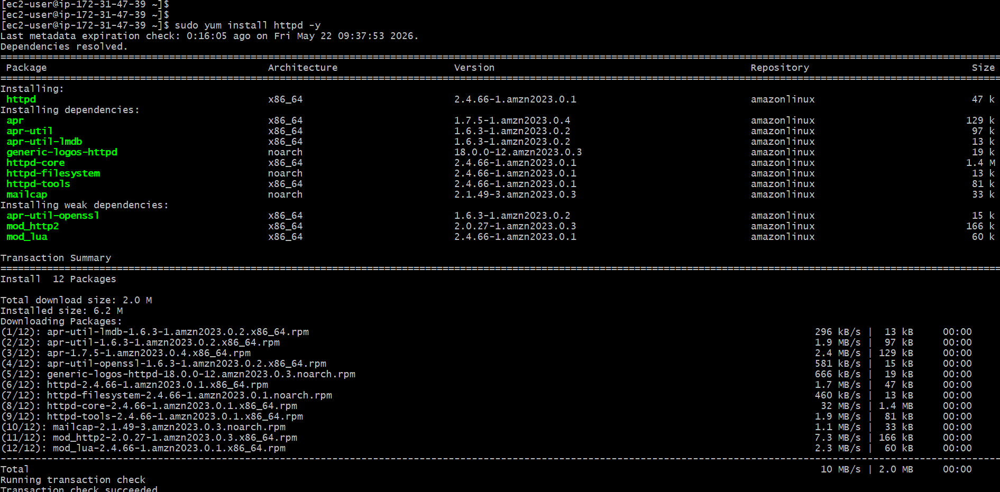 [ec2-user@ip-172-31-47-39 ~]$
[ec2-user@ip-172-31-47-39 ~]$
[ec2-user@ip-172-31-47-39 ~]$ sudo yum install httpd -y
Last metadata expiration check: 0:16:05 ago on Fri May 22 09:37:53 2026.
Dependencies resolved.
================================================================================
Package Architecture Version Repository Size
================================================================================
Installing:
httpd x86_64 2.4.66-1.amzn2023.0.1 amazonlinux 47 k
Installing dependencies:
apr x86_64 1.7.5-1.amzn2023.0.4 amazonlinux 129 k
apr-util x86_64 1.6.3-1.amzn2023.0.2 amazonlinux 97 k
apr-util-lmdb x86_64 1.6.3-1.amzn2023.0.2 amazonlinux 13 k
generic-logos-httpd noarch 18.0.0-12.amzn2023.0.3 amazonlinux 19 k
httpd-core x86_64 2.4.66-1.amzn2023.0.1 amazonlinux 1.4 M
httpd-filesystem noarch 2.4.66-1.amzn2023.0.1 amazonlinux 13 k
httpd-tools x86_64 2.4.66-1.amzn2023.0.1 amazonlinux 81 k
mailcap noarch 2.1.49-3.amzn2023.0.3 amazonlinux 33 k
Installing weak dependencies:
apr-util-openssl x86_64 1.6.3-1.amzn2023.0.2 amazonlinux 15 k
mod_http2 x86_64 2.0.27-1.amzn2023.0.3 amazonlinux 166 k
mod_lua x86_64 2.4.66-1.amzn2023.0.1 amazonlinux 60 k
Transaction Summary
================================================================================
Install 12 Packages
Total download size: 2.0 M
Installed size: 6.2 M
Downloading Packages:
(1/12): apr-util-lmdb-1.6.3-1.amzn2023.0.2.x86_64.rpm 296 kB/s | 13 kB 00:00
(2/12): apr-util-1.6.3-1.amzn2023.0.2.x86_64.rpm 1.9 MB/s | 97 kB 00:00
(3/12): apr-1.7.5-1.amzn2023.0.4.x86_64.rpm 2.4 MB/s | 129 kB 00:00
(4/12): apr-util-openssl-1.6.3-1.amzn2023.0.2.x86_64.rpm 581 kB/s | 15 kB 00:00
(5/12): generic-logos-httpd-18.0.0-12.amzn2023.0.3.noarch.rpm 666 kB/s | 19 kB 00:00
(6/12): httpd-2.4.66-1.amzn2023.0.1.x86_64.rpm 1.7 MB/s | 47 kB 00:00
(7/12): httpd-filesystem-2.4.66-1.amzn2023.0.1.noarch.rpm 460 kB/s | 13 kB 00:00
(8/12): httpd-core-2.4.66-1.amzn2023.0.1.x86_64.rpm 32 MB/s | 1.4 MB 00:00
(9/12): httpd-tools-2.4.66-1.amzn2023.0.1.x86_64.rpm 1.9 MB/s | 81 kB 00:00
(10/12): mailcap-2.1.49-3.amzn2023.0.3.noarch.rpm 1.1 MB/s | 33 kB 00:00
(11/12): mod_http2-2.0.27-1.amzn2023.0.3.x86_64.rpm 7.3 MB/s | 166 kB 00:00
(12/12): mod_lua-2.4.66-1.amzn2023.0.1.x86_64.rpm 2.3 MB/s | 60 kB 00:00
--------------------------------------------------------------------------------
Total 10 MB/s | 2.0 MB 00:00
Running transaction check
Transaction check succeeded